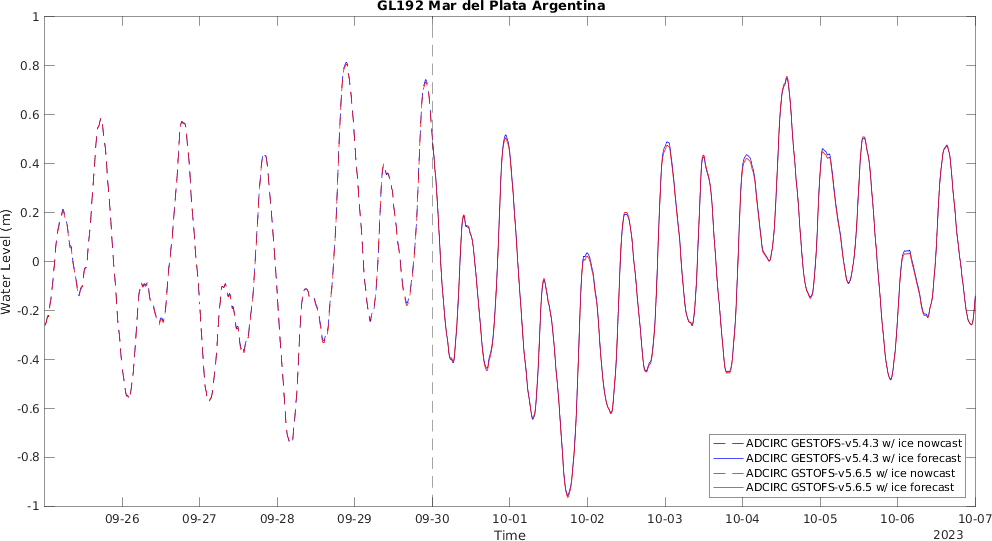 GL192 Mar del Plata Argentina
Water Level (m)
1
0.8
0.6
0.4
0.2
0
-0.2
-0.4
-0.6
-0.8
-1
09-26 09-27 09-28 09-29 09-30 10-01 10-02 10-03 10-04 10-05 10-06 10-07
Time
2023
ADCIRC GESTOFS-v5.4.3 w/ ice nowcast
ADCIRC GESTOFS-v5.4.3 w/ ice forecast
ADCIRC GSTOFS-v5.6.5 w/ ice nowcast
ADCIRC GSTOFS-v5.6.5 w/ ice forecast